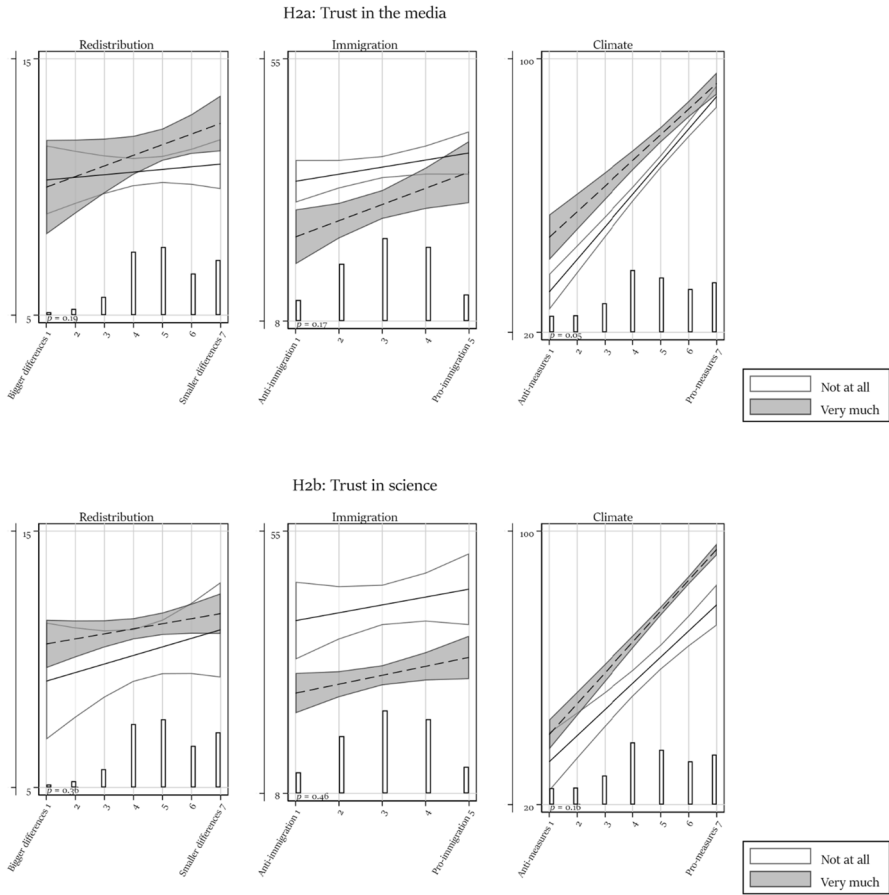 H2a: Trust in the media
Redistribution
Immigration
Climate
15
5
p = 0.19
Bigger differences 1
2
3
4
5
6
Smaller differences 7
55
8
p = 0.17
Anti-immigration 1
2
3
4
Pro-immigration 5
100
20
p = 0.05
Anti-measures 1
2
3
4
5
6
Pro-measures 7
Not at all
Very much
H2b: Trust in science
Redistribution
Immigration
Climate
15
5
p = 0.36
Bigger differences 1
2
3
4
5
6
Smaller differences 7
55
8
p = 0.46
Anti-immigration 1
2
3
4
Pro-immigration 5
100
20
p = 0.16
Anti-measures 1
2
3
4
5
6
Pro-measures 7
Not at all
Very much